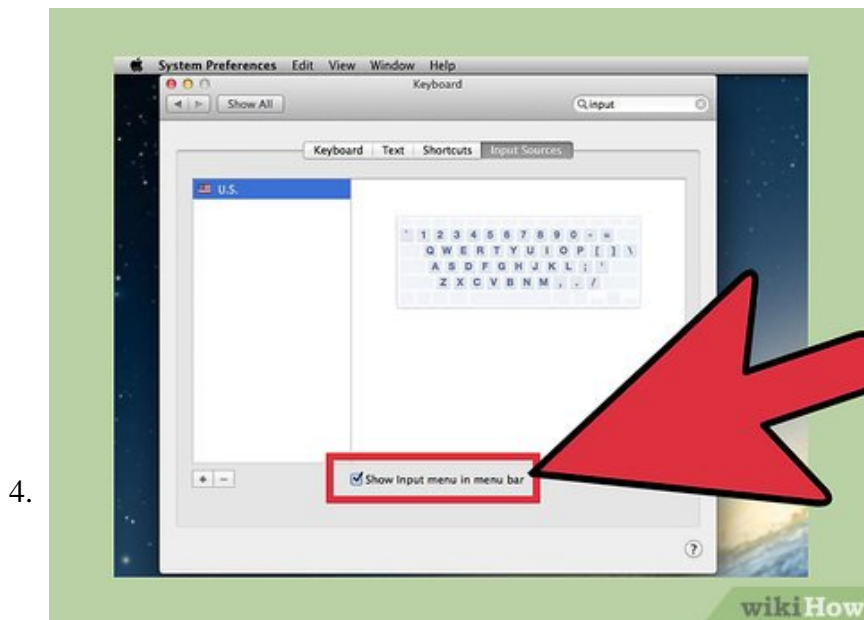 System Preferences Edit View Window Help
Keyboard
Show All
input
Keyboard Text Shortcuts Input Sources
U.S.
` 1 2 3 4 5 6 7 8 9 0 - =
Q W E R T Y U I O P [ ] \
A S D F G H J K L ; '
Z X C V B N M , . /
4.
+ -
Show Input menu in menu bar
?
wikiHow